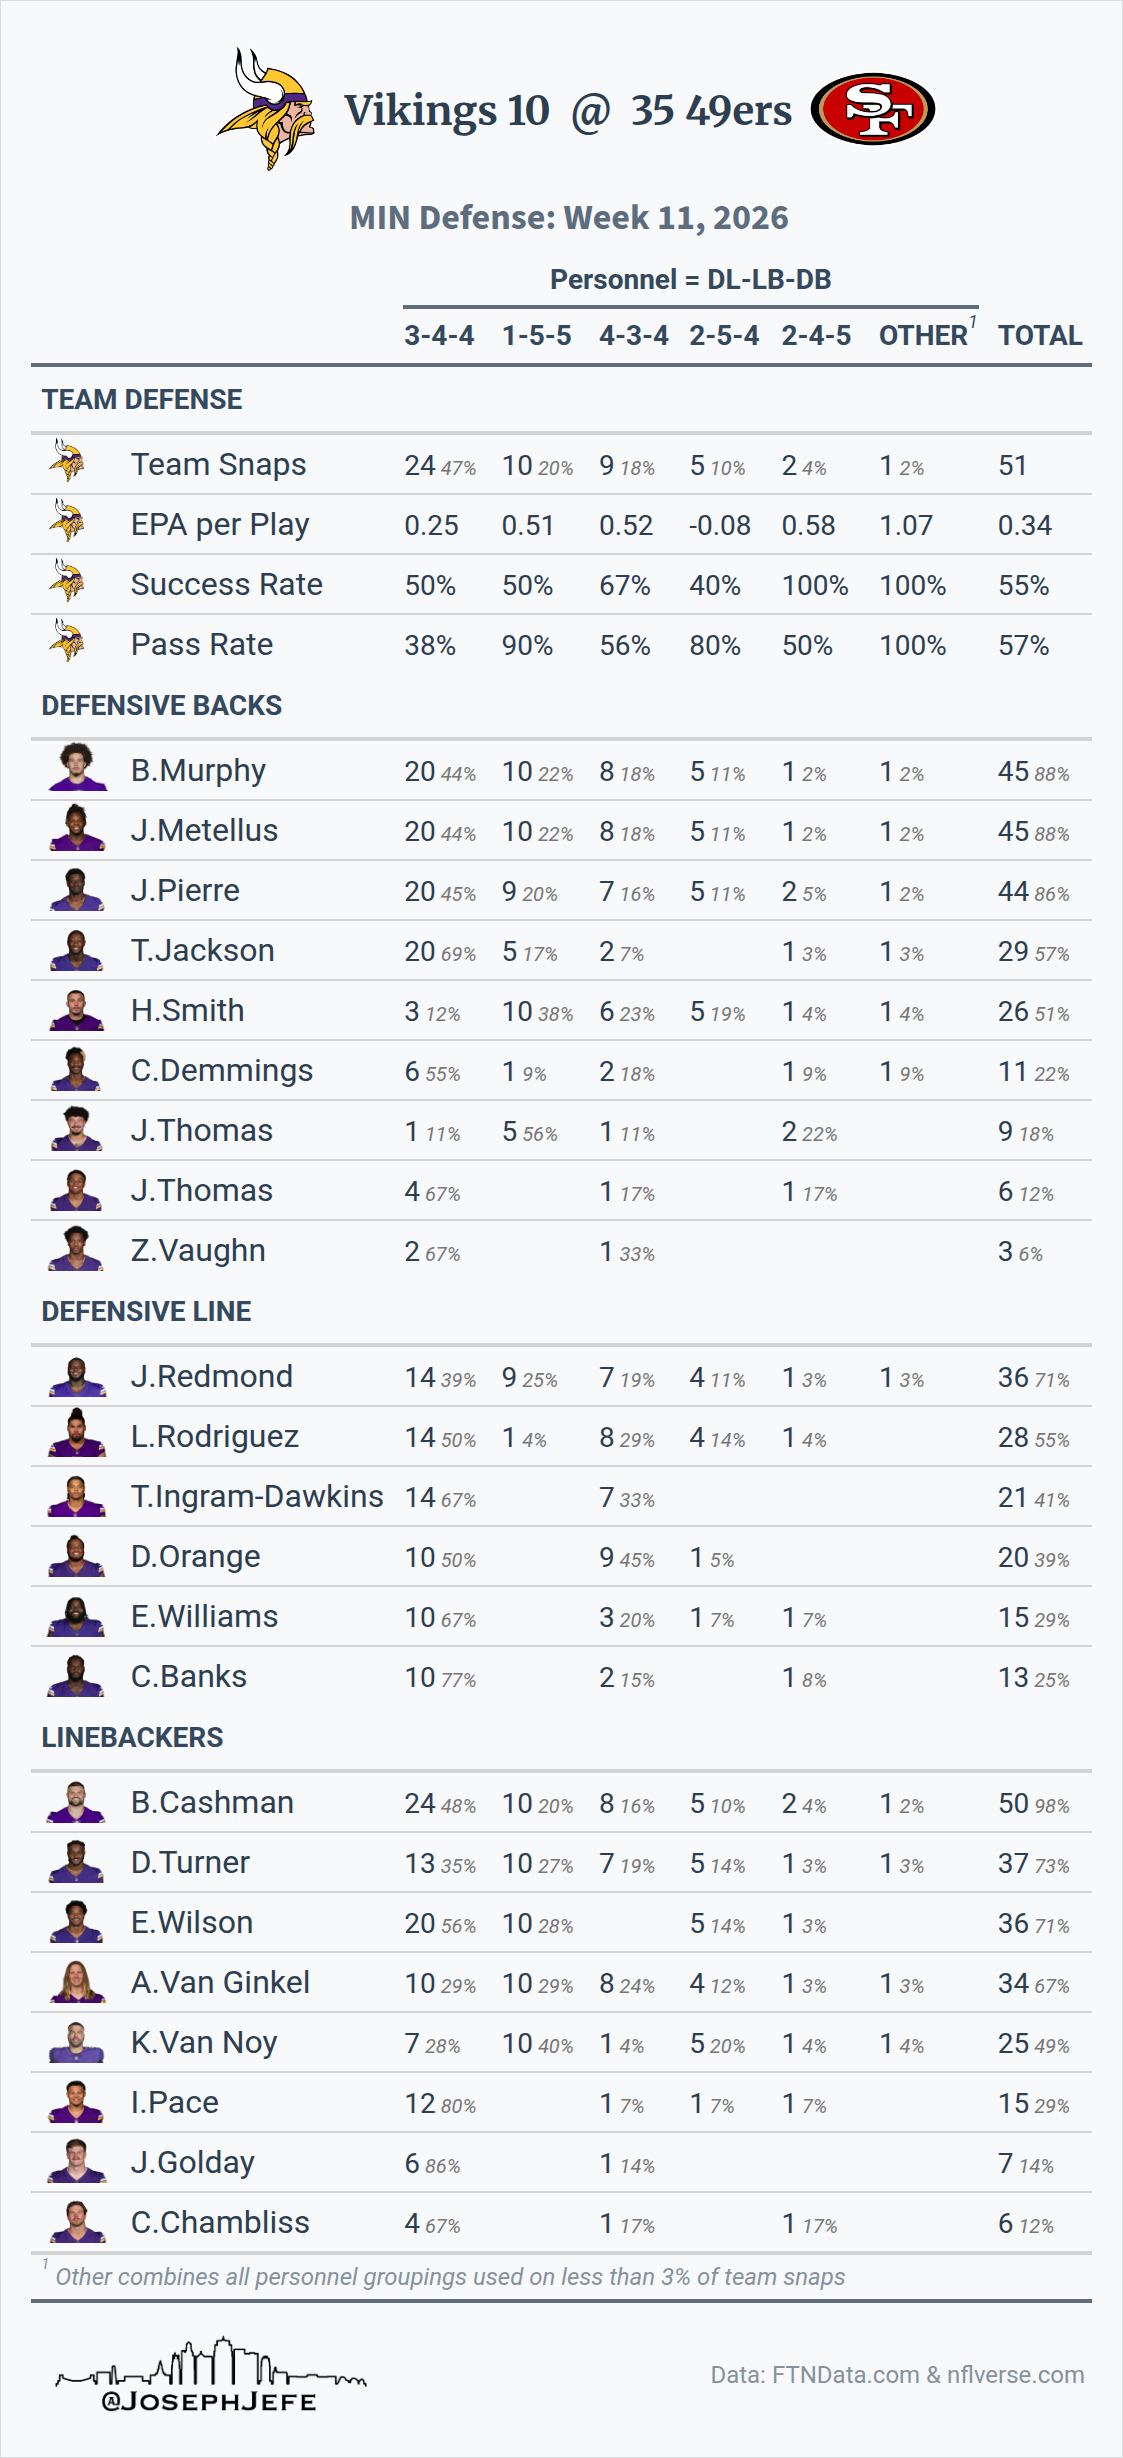 Vikings 10 @ 35 49ers
MIN Defense: Week 11, 2026
Personnel = DL-LB-DB
3-4-4 1-5-5 4-3-4 2-5-4 2-4-5 OTHER1 TOTAL
TEAM DEFENSE
Team Snaps 24 47% 10 20% 9 18% 5 10% 2 4% 1 2% 51
EPA per Play 0.25 0.51 0.52 -0.08 0.58 1.07 0.34
Success Rate 50% 50% 67% 40% 100% 100% 55%
Pass Rate 38% 90% 56% 80% 50% 100% 57%
DEFENSIVE BACKS
B.Murphy 20 44% 10 22% 8 18% 5 11% 1 2% 1 2% 45 88%
J.Metellus 20 44% 10 22% 8 18% 5 11% 1 2% 1 2% 45 88%
J.Pierre 20 45% 9 20% 7 16% 5 11% 2 5% 1 2% 44 86%
T.Jackson 20 69% 5 17% 2 7% 1 3% 1 3% 29 57%
H.Smith 3 12% 10 38% 6 23% 5 19% 1 4% 1 4% 26 51%
C.Demmings 6 55% 1 9% 2 18% 1 9% 1 9% 11 22%
J.Thomas 1 11% 5 56% 1 11% 2 22% 9 18%
J.Thomas 4 67% 1 17% 1 17% 6 12%
Z.Vaughn 2 67% 1 33% 3 6%
DEFENSIVE LINE
J.Redmond 14 39% 9 25% 7 19% 4 11% 1 3% 1 3% 36 71%
L.Rodriguez 14 50% 1 4% 8 29% 4 14% 1 4% 28 55%
T.Ingram-Dawkins 14 67% 7 33% 21 41%
D.Orange 10 50% 9 45% 1 5% 20 39%
E.Williams 10 67% 3 20% 1 7% 1 7% 15 29%
C.Banks 10 77% 2 15% 1 8% 13 25%
LINEBACKERS
B.Cashman 24 48% 10 20% 8 16% 5 10% 2 4% 1 2% 50 98%
D.Turner 13 35% 10 27% 7 19% 5 14% 1 3% 1 3% 37 73%
E.Wilson 20 56% 10 28% 5 14% 1 3% 36 71%
A.Van Ginkel 10 29% 10 29% 8 24% 4 12% 1 3% 1 3% 34 67%
K.Van Noy 7 28% 10 40% 1 4% 5 20% 1 4% 1 4% 25 49%
I.Pace 12 80% 1 7% 1 7% 1 7% 15 29%
J.Golday 6 86% 1 14% 7 14%
C.Chambliss 4 67% 1 17% 1 17% 6 12%
1 Other combines all personnel groupings used on less than 3% of team snaps
@JOSEPHJEFE
Data: FTNData.com & nflverse.com